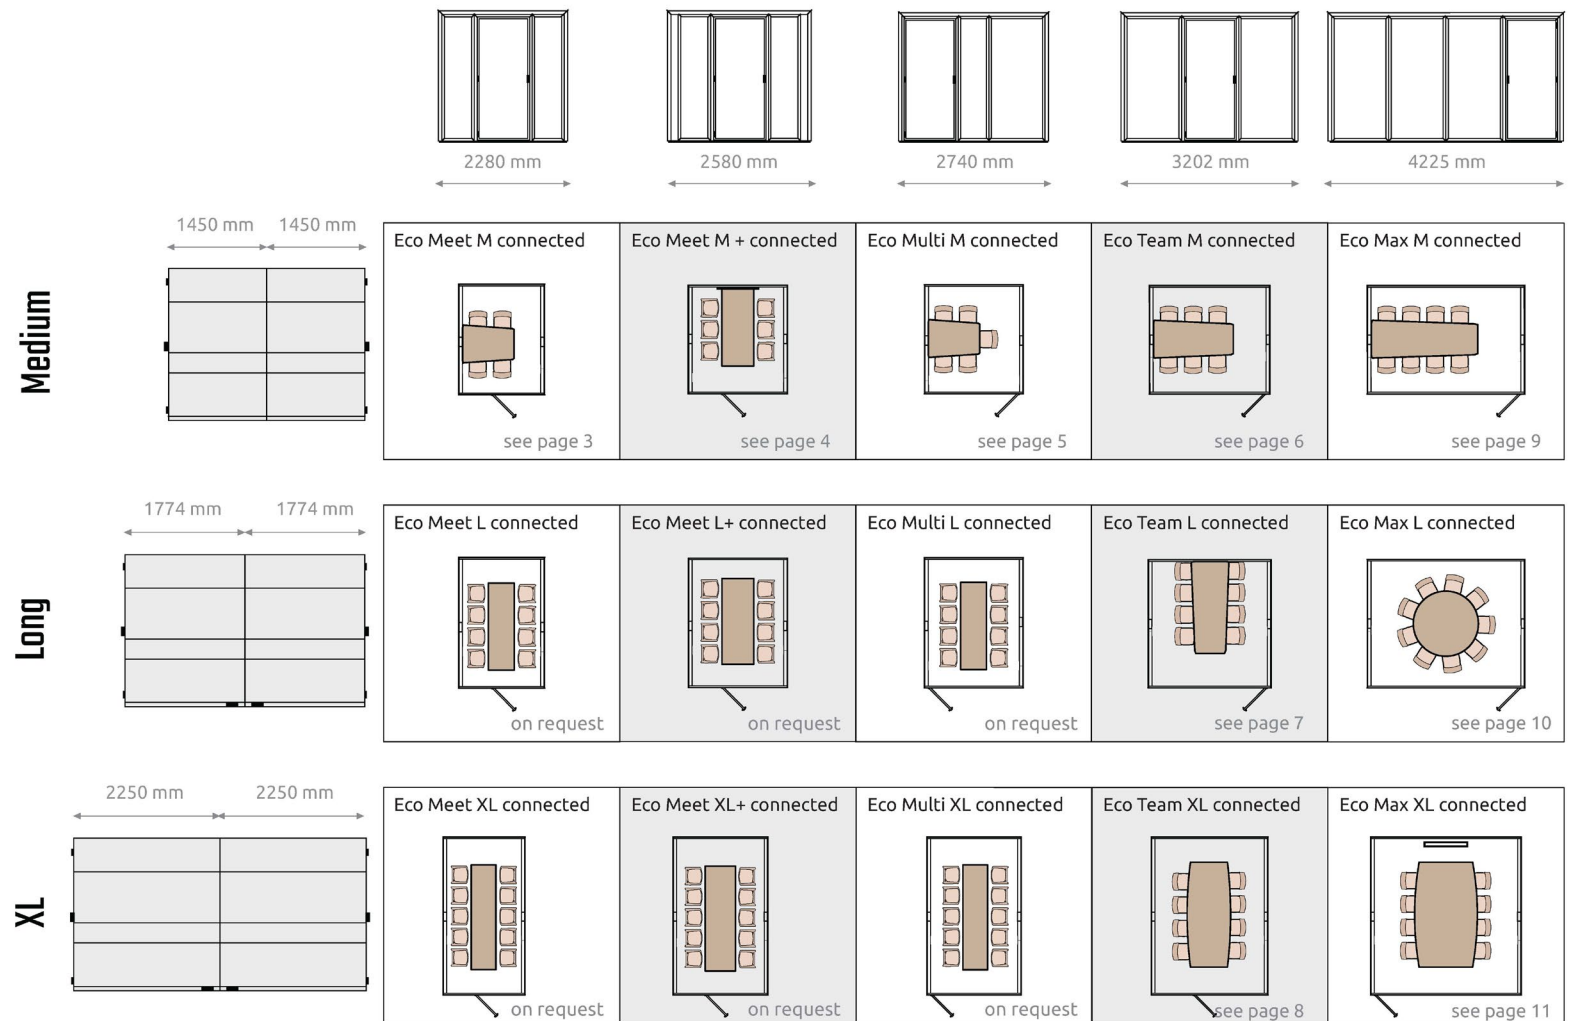 2280 mm
2580 mm
2740 mm
3202 mm
4225 mm
Medium
1450 mm
1450 mm
Eco Meet M connected
see page 3
Eco Meet M + connected
see page 4
Eco Multi M connected
see page 5
Eco Team M connected
see page 6
Eco Max M connected
see page 9
Long
1774 mm
1774 mm
Eco Meet L connected
on request
Eco Meet L+ connected
on request
Eco Multi L connected
on request
Eco Team L connected
see page 7
Eco Max L connected
see page 10
XL
2250 mm
2250 mm
Eco Meet XL connected
on request
Eco Meet XL+ connected
on request
Eco Multi XL connected
on request
Eco Team XL connected
see page 8
Eco Max XL connected
see page 11